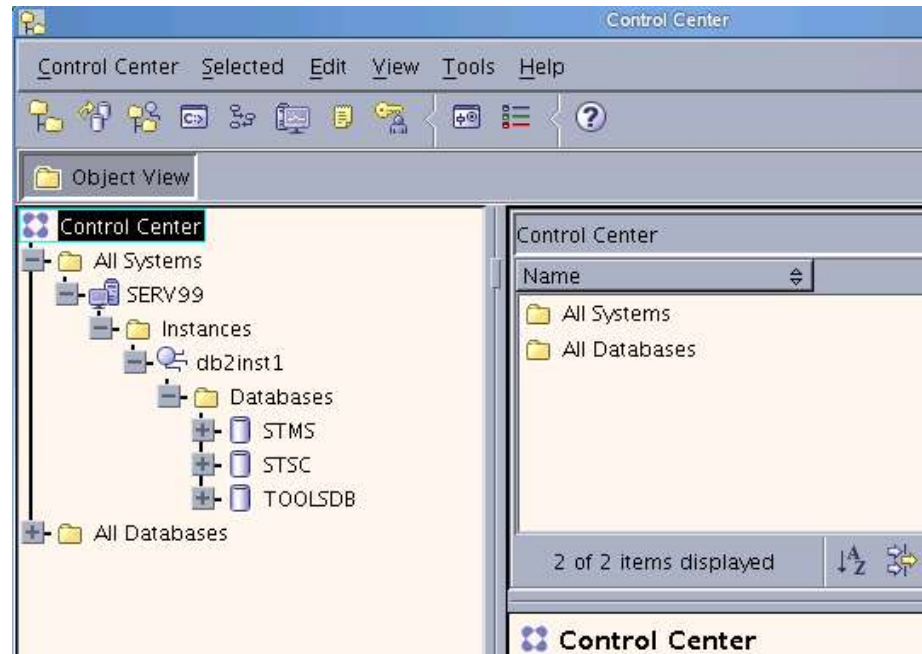 Control Center
Control Center Selected Edit View Tools Help
Object View
Control Center
All Systems
SERV99
Instances
db2inst1
Databases
STMS
STSC
TOOLSDB
All Databases
Control Center
Name
All Systems
All Databases
2 of 2 items displayed
Control Center